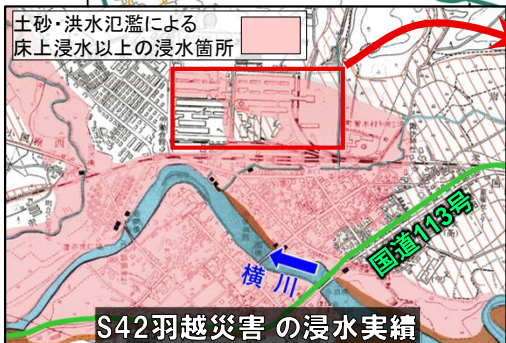 土砂・洪水氾濫による
床上浸水以上の浸水箇所
国道113号
横川
S42羽越災害 の浸水実績